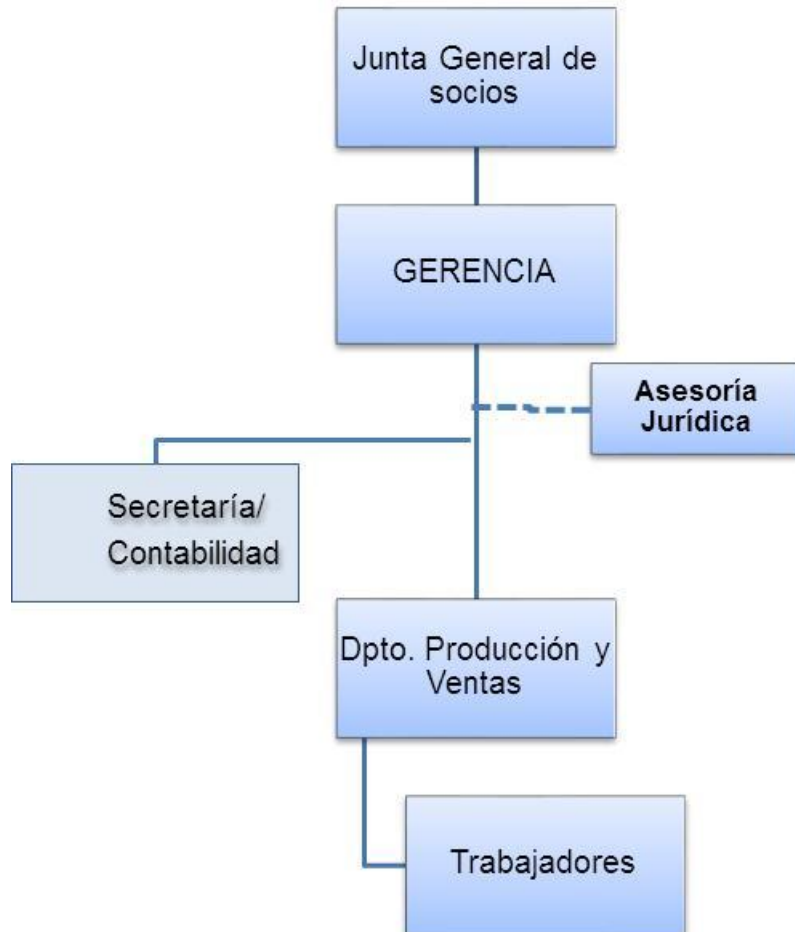 Junta General de
socios
GERENCIA
Asesoría
Jurídica
Secretaría/
Contabilidad
Dpto. Producción y
Ventas
Trabajadores